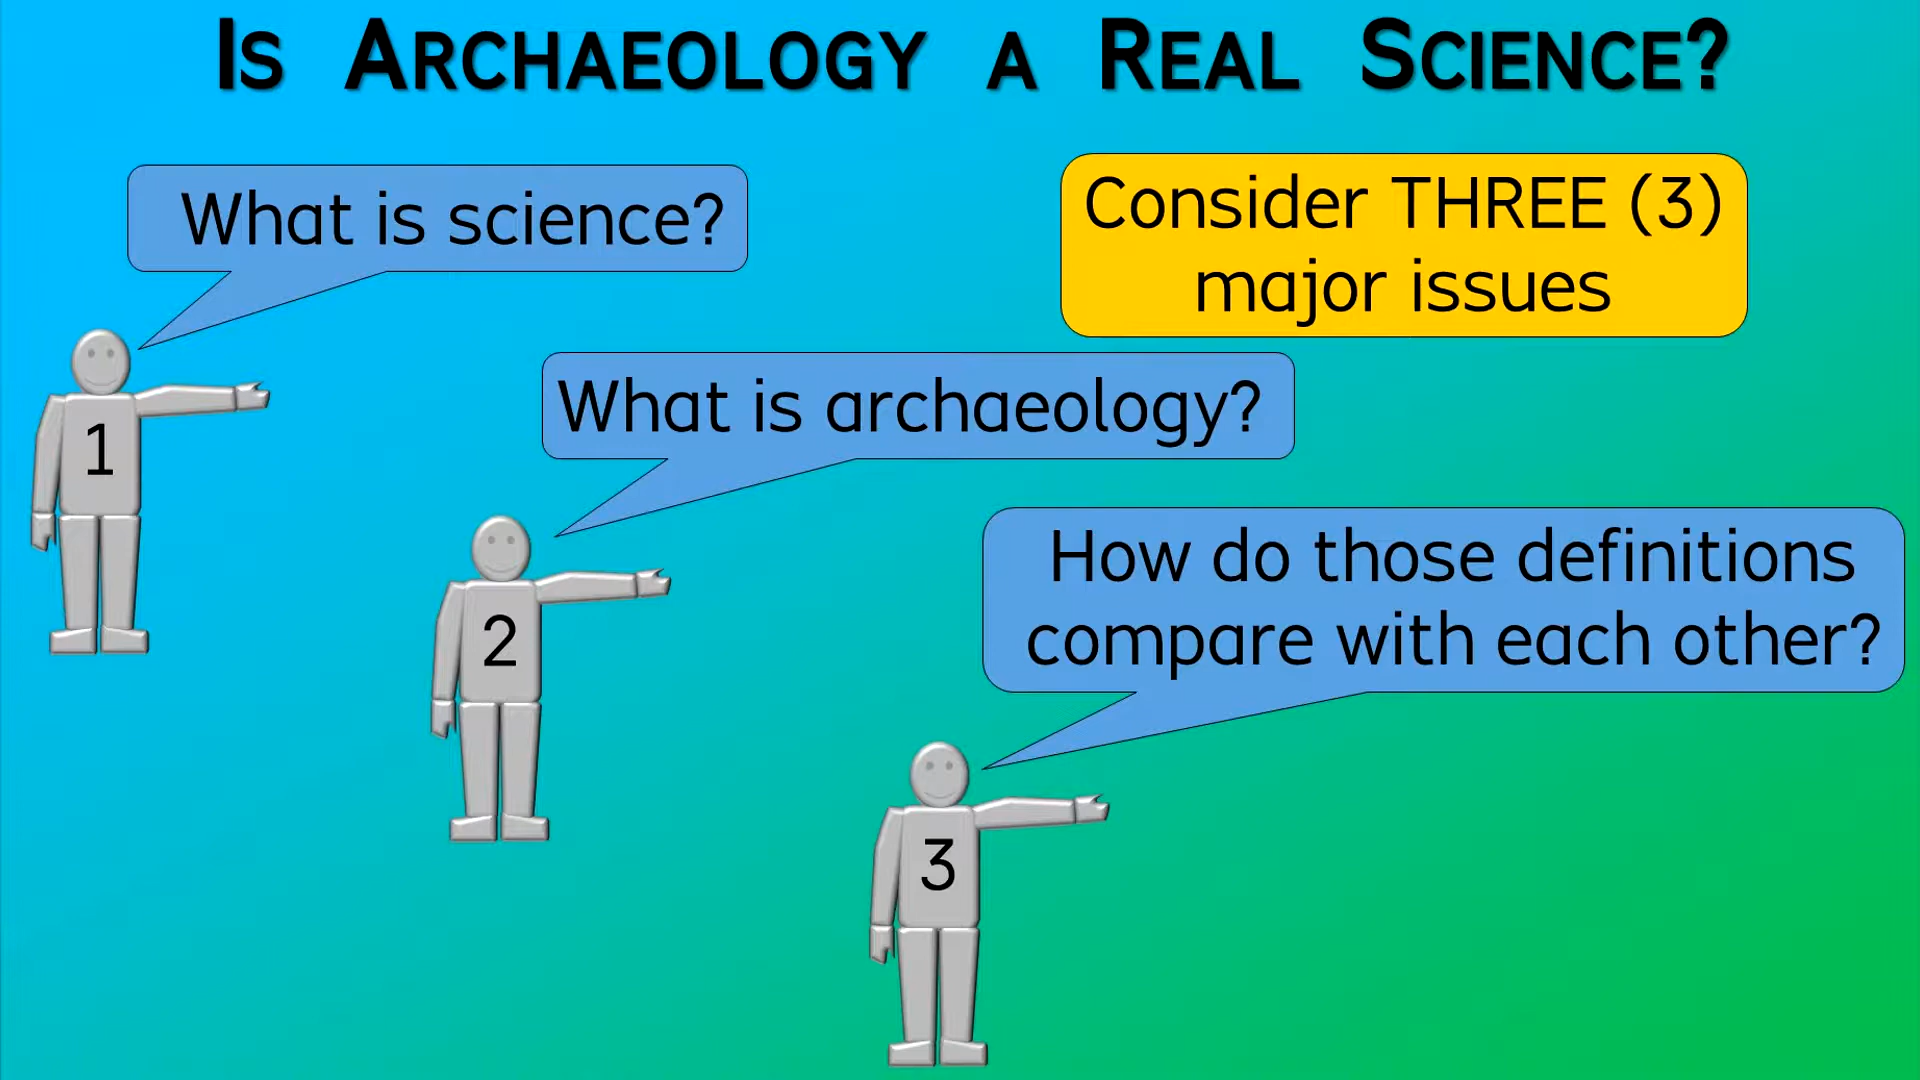 Is Archaeology a Real Science?
What is science?
Consider THREE (3)
major issues
1
What is archaeology?
2
How do those definitions
compare with each other?
3